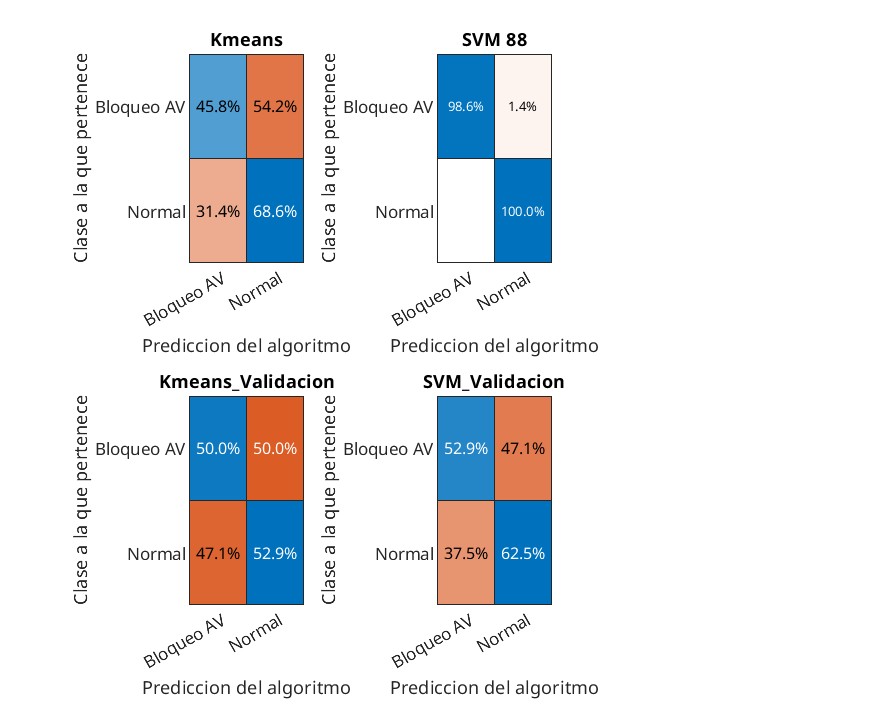 Kmeans
Clase a la que pertenece
Bloqueo AV
45.8%
54.2%
Normal
31.4%
68.6%
Bloqueo AV
Normal
Prediccion del algoritmo
SVM 88
Clase a la que pertenece
Bloqueo AV
98.6%
1.4%
Normal
100.0%
Bloqueo AV
Normal
Prediccion del algoritmo
Kmeans_Validacion
Clase a la que pertenece
Bloqueo AV
50.0%
50.0%
Normal
47.1%
52.9%
Bloqueo AV
Normal
Prediccion del algoritmo
SVM_Validacion
Clase a la que pertenece
Bloqueo AV
52.9%
47.1%
Normal
37.5%
62.5%
Bloqueo AV
Normal
Prediccion del algoritmo